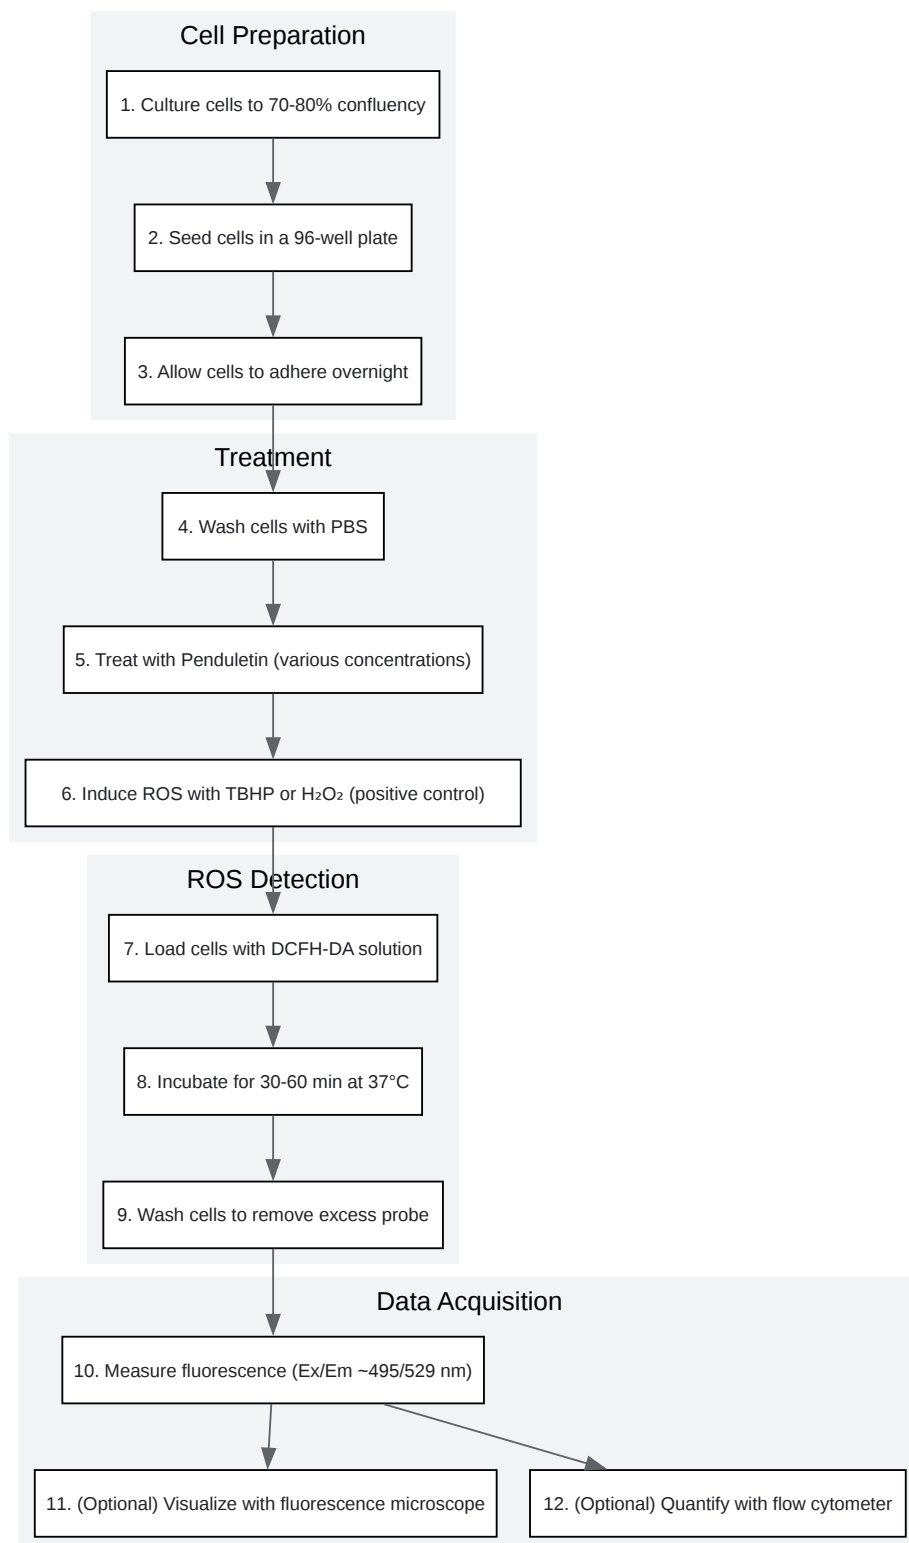 Cell Preparation
1. Culture cells to 70-80% confluency
2. Seed cells in a 96-well plate
3. Allow cells to adhere overnight
Treatment
4. Wash cells with PBS
5. Treat with Penduletin (various concentrations)
6. Induce ROS with TBHP or H₂O₂ (positive control)
ROS Detection
7. Load cells with DCFH-DA solution
8. Incubate for 30-60 min at 37°C
9. Wash cells to remove excess probe
Data Acquisition
10. Measure fluorescence (Ex/Em ~495/529 nm)
11. (Optional) Visualize with fluorescence microscope
12. (Optional) Quantify with flow cytometer